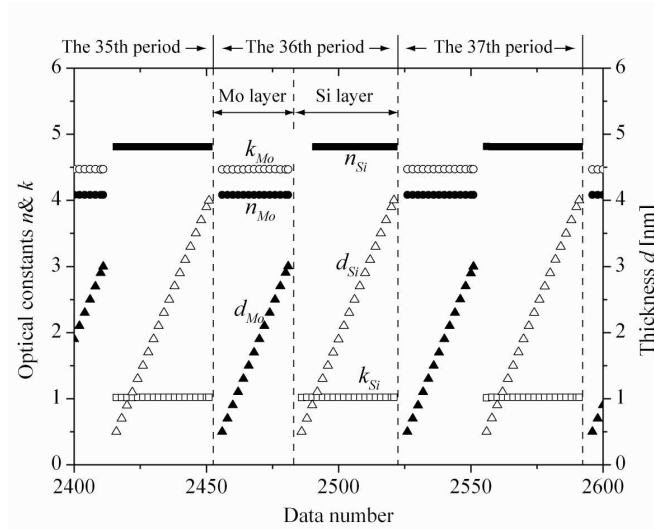 The 35th period
The 36th period
The 37th period
6
5
4
3
2
1
0
Optical constants n& k
Mo layer
Si layer
k_Mo
n_Si
n_Mo
d_Si
d_Mo
k_Si
6
5
4
3
2
1
0
Thickness d [nm]
2400
2450
2500
2550
2600
Data number